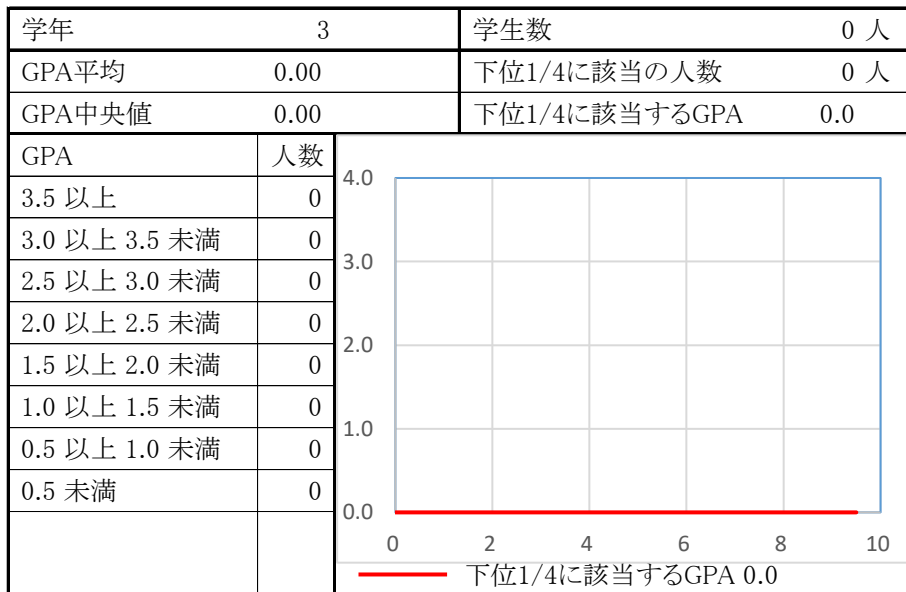 学年 3 学生数 0 人
GPA平均 0.00 下位1/4に該当の人数 0 人
GPA中央値 0.00 下位1/4に該当するGPA 0.0
GPA 人数
3.5 以上 0
3.0 以上 3.5 未満 0
2.5 以上 3.0 未満 0
2.0 以上 2.5 未満 0
1.5 以上 2.0 未満 0
1.0 以上 1.5 未満 0
0.5 以上 1.0 未満 0
0.5 未満 0
4.0
3.0
2.0
1.0
0.0
0 2 4 6 8 10
下位1/4に該当するGPA 0.0